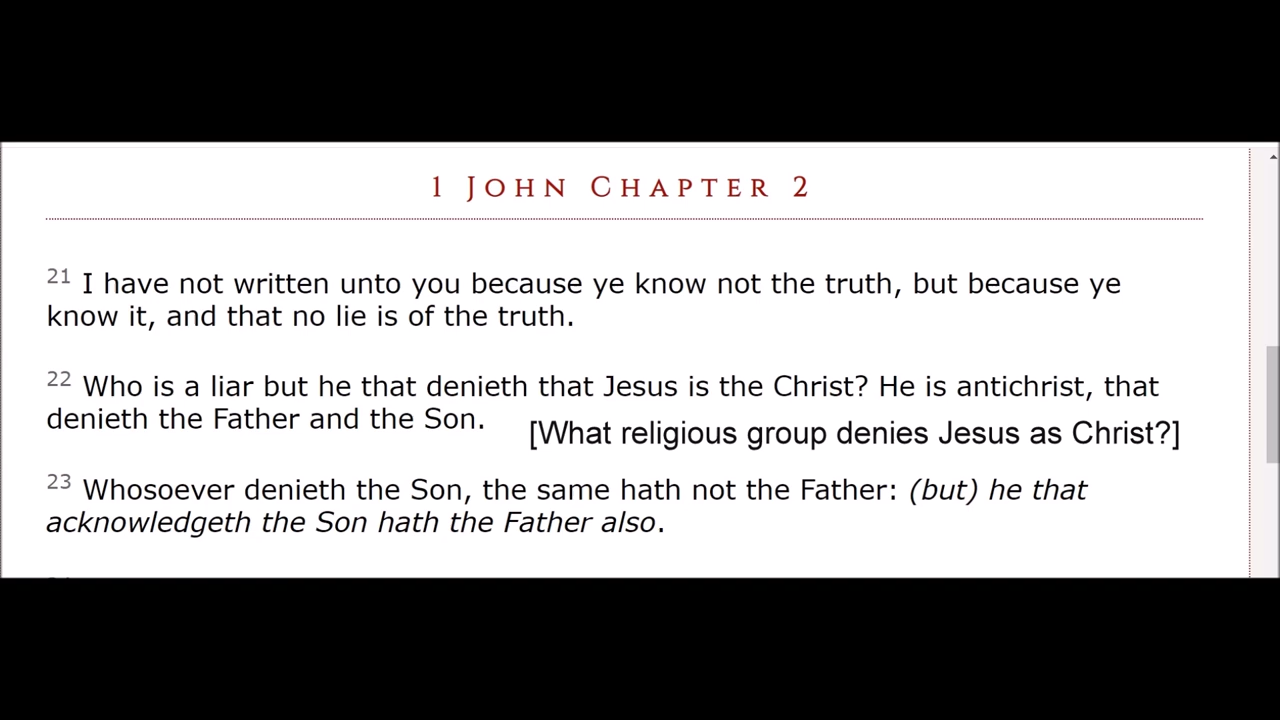 1 John Chapter 2
21 I have not written unto you because ye know not the truth, but because ye
know it, and that no lie is of the truth.
22 Who is a liar but he that denieth that Jesus is the Christ? He is antichrist, that
denieth the Father and the Son.
[What religious group denies Jesus as Christ?]
23 Whosoever denieth the Son, the same hath not the Father: (but) he that
acknowledgeth the Son hath the Father also.